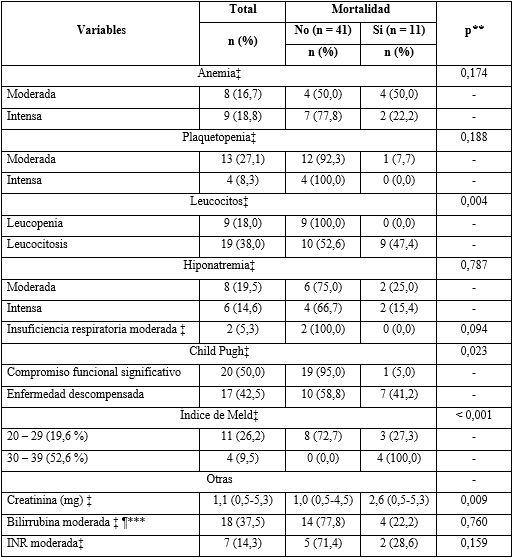 Variables Total Mortalidad p**
n (%) No (n = 41) Si (n = 11)
n (%) n (%)
Anemia‡ 0,174
Moderada 8 (16,7) 4 (50,0) 4 (50,0) -
Intensa 9 (18,8) 7 (77,8) 2 (22,2) -
Plaquetopenia‡ 0,188
Moderada 13 (27,1) 12 (92,3) 1 (7,7) -
Intensa 4 (8,3) 4 (100,0) 0 (0,0) -
Leucocitos‡ 0,004
Leucopenia 9 (18,0) 9 (100,0) 0 (0,0) -
Leucocitosis 19 (38,0) 10 (52,6) 9 (47,4) -
Hiponatremia‡ 0,787
Moderada 8 (19,5) 6 (75,0) 2 (25,0) -
Intensa 6 (14,6) 4 (66,7) 2 (15,4) -
Insuficiencia respiratoria moderada ‡ 2 (5,3) 2 (100,0) 0 (0,0) 0,094
Child Pugh‡ 0,023
Compromiso funcional significativo 20 (50,0) 19 (95,0) 1 (5,0) -
Enfermedad descompensada 17 (42,5) 10 (58,8) 7 (41,2) -
Índice de Meld‡ < 0,001
20 – 29 (19,6 %) 11 (26,2) 8 (72,7) 3 (27,3) -
30 – 39 (52,6 %) 4 (9,5) 0 (0,0) 4 (100,0) -
Otras -
Creatinina (mg) ‡ 1,1 (0,5-5,3) 1,0 (0,5-4,5) 2,6 (0,5-5,3) 0,009
Bilirrubina moderada ‡ ¶*** 18 (37,5) 14 (77,8) 4 (22,2) 0,760
INR moderada‡ 7 (14,3) 5 (71,4) 2 (28,6) 0,159